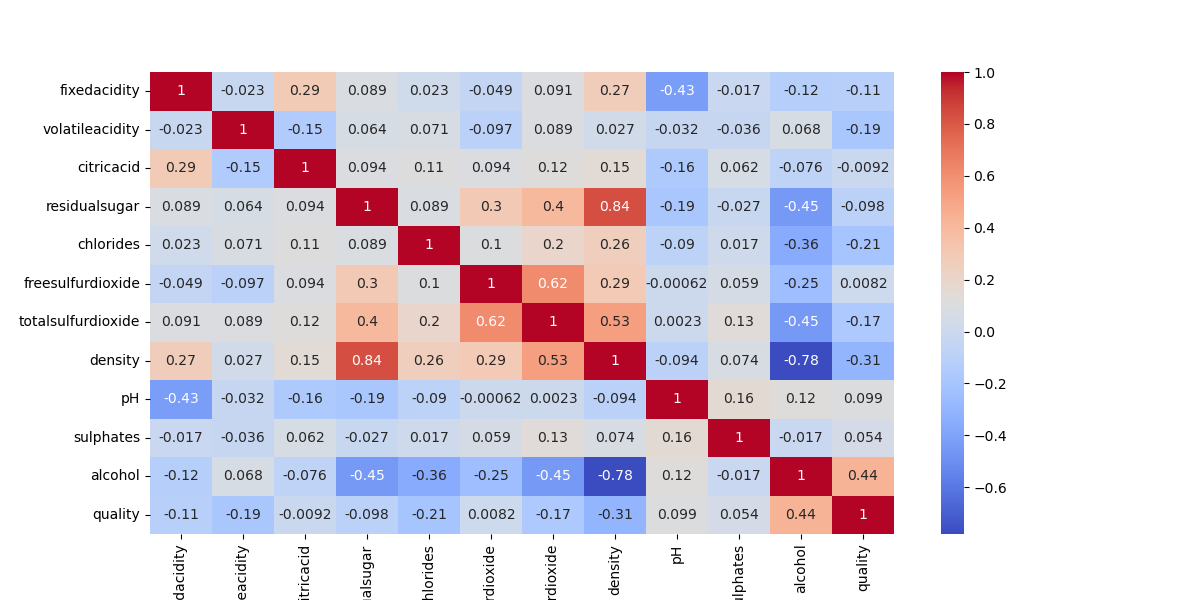 fixedacidity 1 -0.023 0.29 0.089 0.023 -0.049 0.091 0.27 -0.43 -0.017 -0.12 -0.11
volatileacidity -0.023 1 -0.15 0.064 0.071 -0.097 0.089 0.027 -0.032 -0.036 0.068 -0.19
citricacid 0.29 -0.15 1 0.094 0.11 0.094 0.12 0.15 -0.16 0.062 -0.076 -0.0092
residualsugar 0.089 0.064 0.094 1 0.089 0.3 0.4 0.84 -0.19 -0.027 -0.45 -0.098
chlorides 0.023 0.071 0.11 0.089 1 0.1 0.2 0.26 -0.09 0.017 -0.36 -0.21
freesulfurdioxide -0.049 -0.097 0.094 0.3 0.1 1 0.62 0.29 -0.00062 0.059 -0.25 0.0082
totalsulfurdioxide 0.091 0.089 0.12 0.4 0.2 0.62 1 0.53 0.0023 0.13 -0.45 -0.17
density 0.27 0.027 0.15 0.84 0.26 0.29 0.53 1 -0.094 0.074 -0.78 -0.31
pH -0.43 -0.032 -0.16 -0.19 -0.09 -0.00062 0.0023 -0.094 1 0.16 0.12 0.099
sulphates -0.017 -0.036 0.062 -0.027 0.017 0.059 0.13 0.074 0.16 1 -0.017 0.054
alcohol -0.12 0.068 -0.076 -0.45 -0.36 -0.25 -0.45 -0.78 0.12 -0.017 1 0.44
quality -0.11 -0.19 -0.0092 -0.098 -0.21 0.0082 -0.17 -0.31 0.099 0.054 0.44 1
dacidity
eacidity
itricacid
alsugar
hlorides
rdioxide
rdioxide
density
pH
ulphates
alcohol
quality
1.0
0.8
0.6
0.4
0.2
0.0
−0.2
−0.4
−0.6